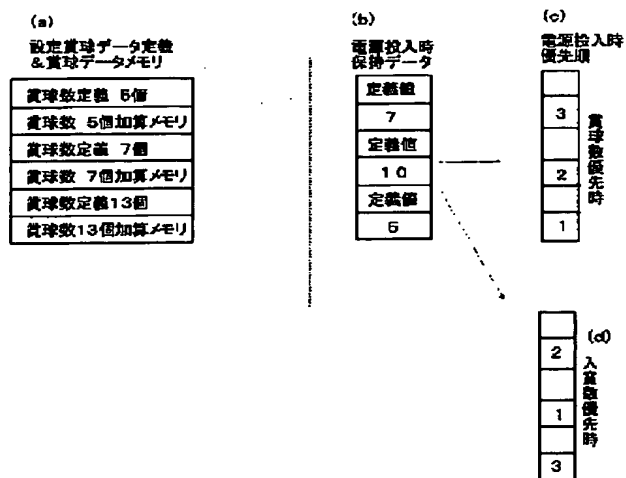 (a)
設定賞球データ定義
&賞球データメモリ
賞球数定義 5個
賞球数 5個加算メモリ
賞球数定義 7個
賞球数 7個加算メモリ
賞球数定義13個
賞球数13個加算メモリ
(b)
電源投入時
保持データ
定義値
7
定義値
10
定義値
5
(c)
電源投入時
優先順
3
2
1
賞球数優先時
(d)
2
1
3
入賞数優先時